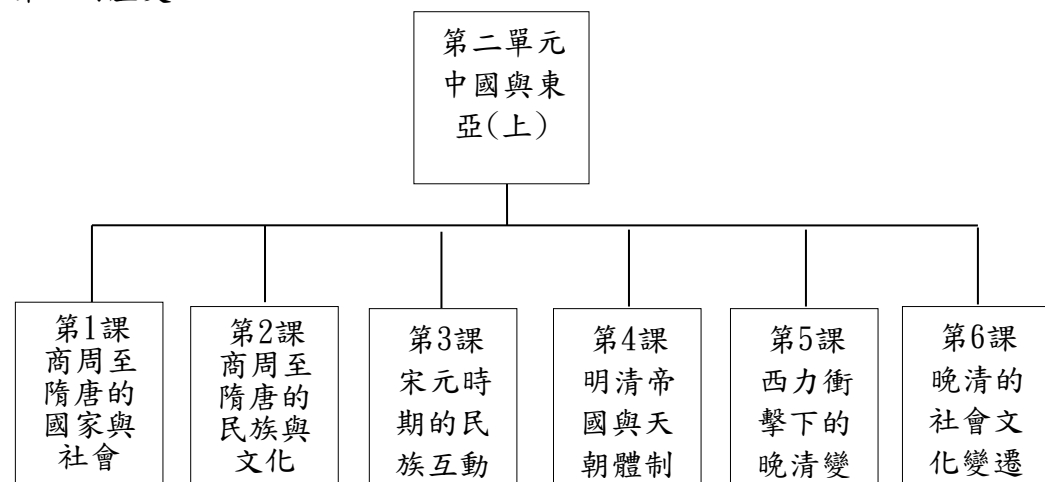 第二單元
中國與東
亞(上)
第1課
商周至
隋唐的
國家與
社會
第2課
商周至
隋唐的
民族與
文化
第3課
宋元時
期的民
族互動
第4課
明清帝
國與天
朝體制
第5課
西力衝
擊下的
晚清變
第6課
晚清的
社會文
化變遷